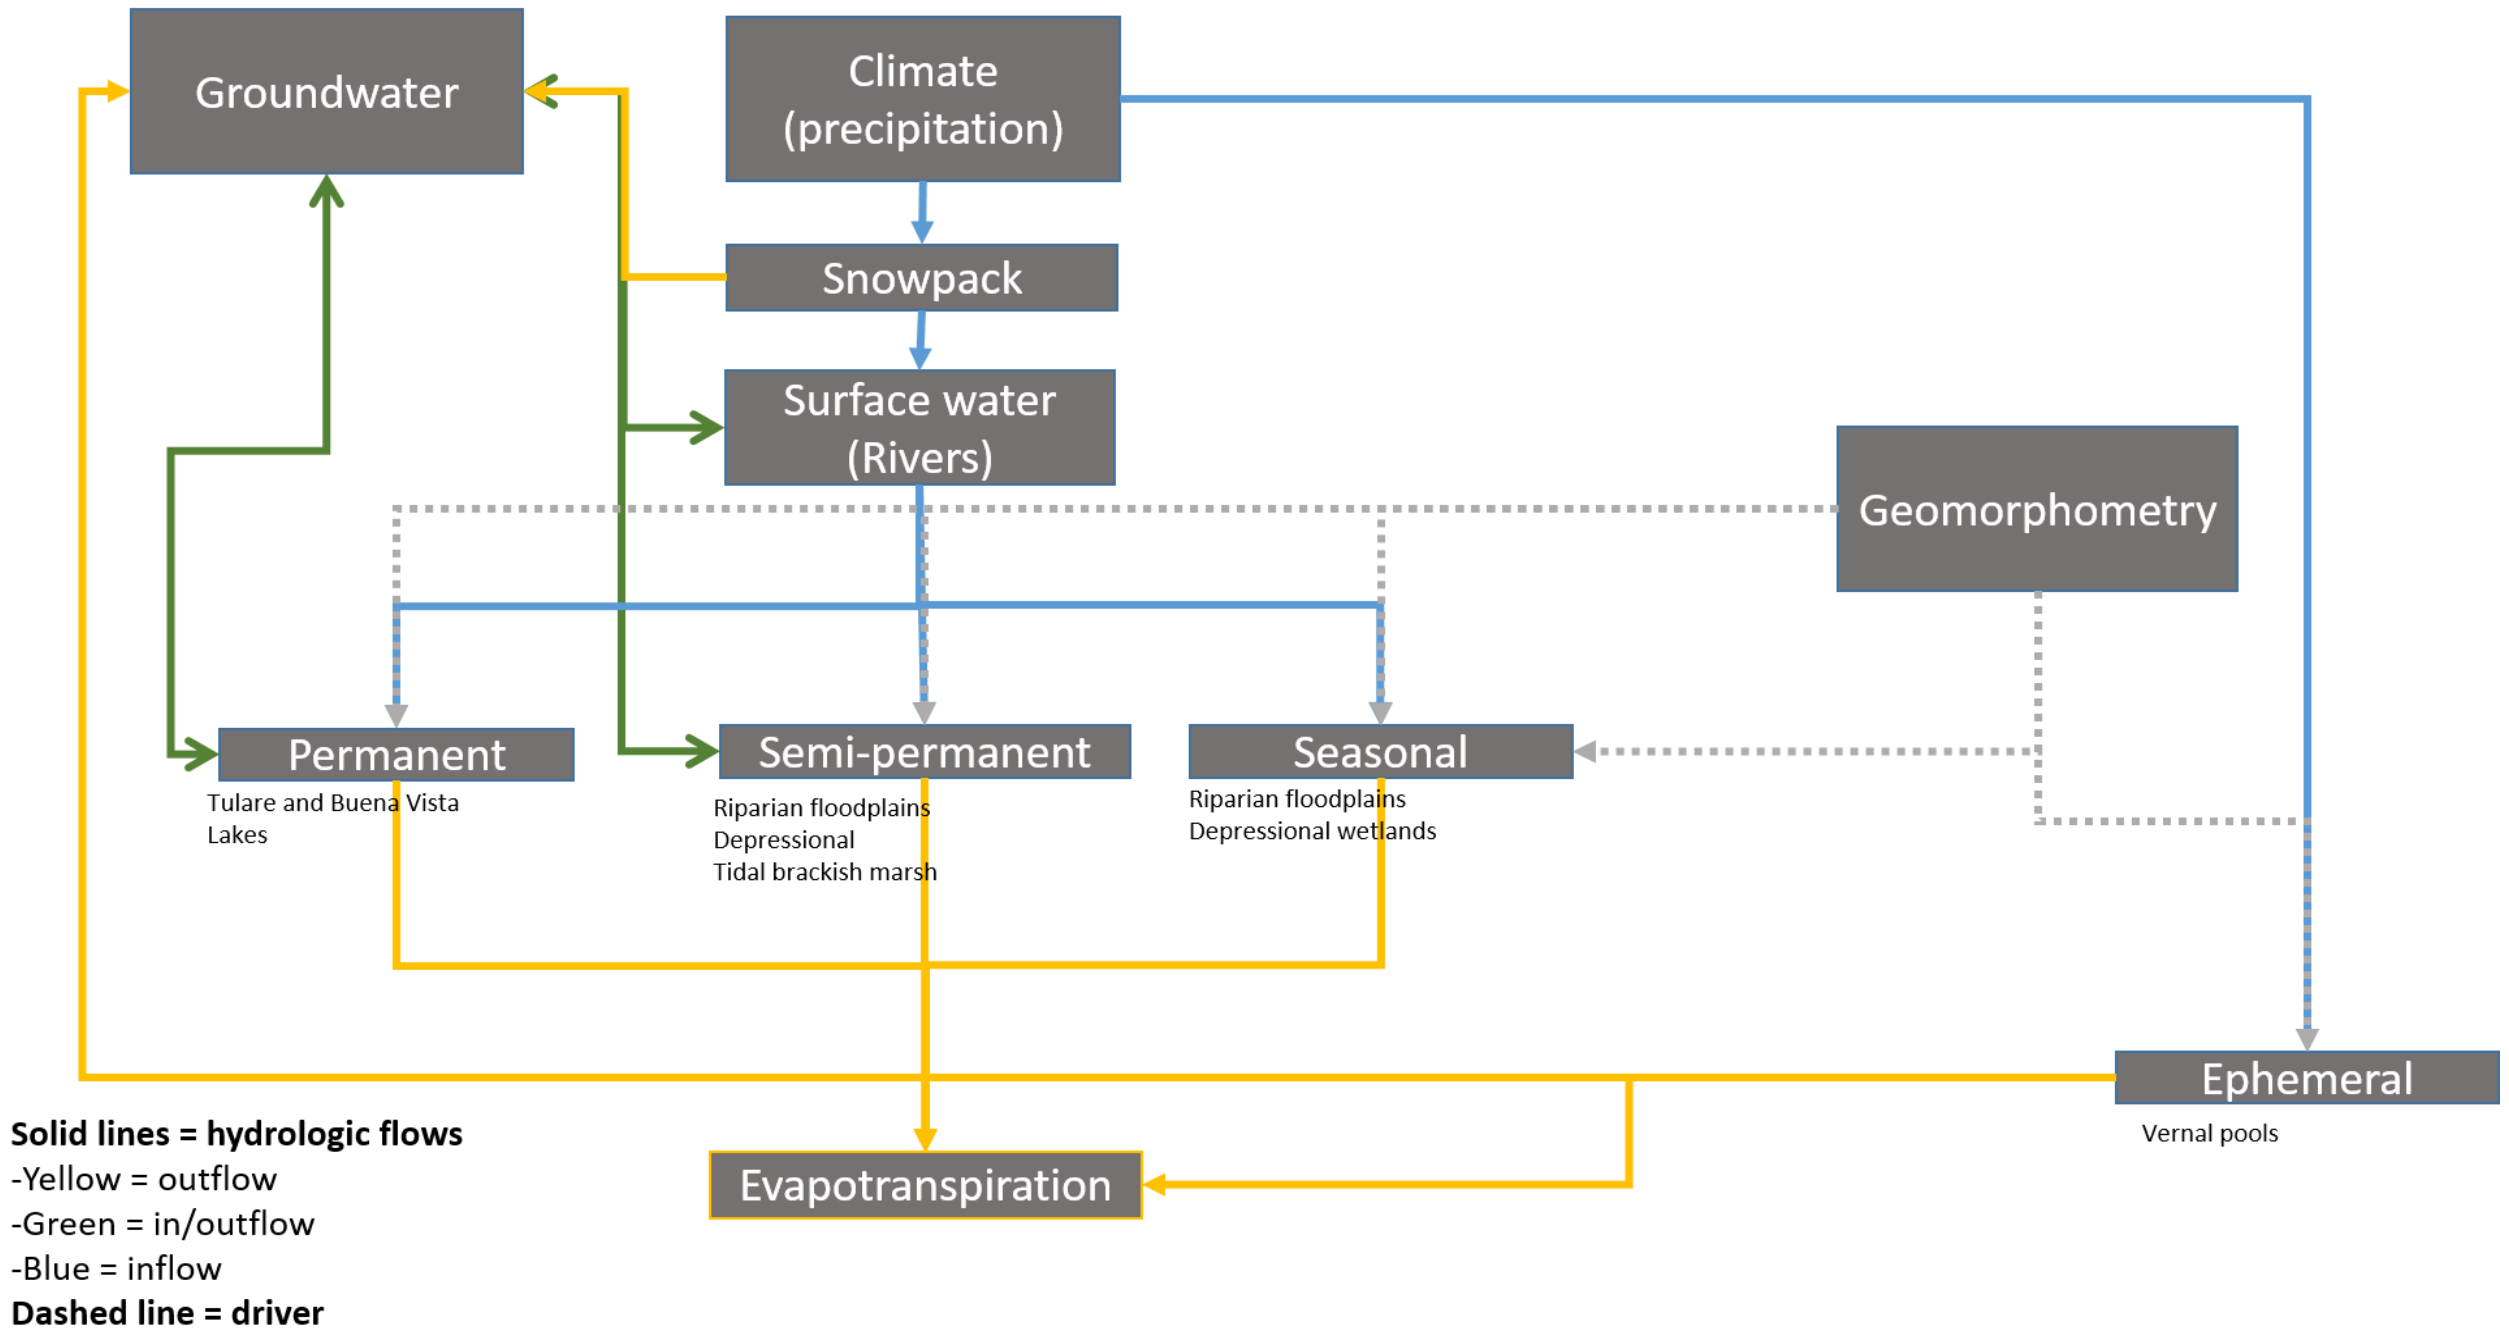 Groundwater
Climate
(precipitation)
Snowpack
Surface water
(Rivers)
Geomorphometry
Permanent
Tulare and Buena Vista
Lakes
Semi-permanent
Riparian floodplains
Depressional
Tidal brackish marsh
Seasonal
Riparian floodplains
Depressional wetlands
Ephemeral
Vernal pools
Evapotranspiration
Solid lines = hydrologic flows
-Yellow = outflow
-Green = in/outflow
-Blue = inflow
Dashed line = driver